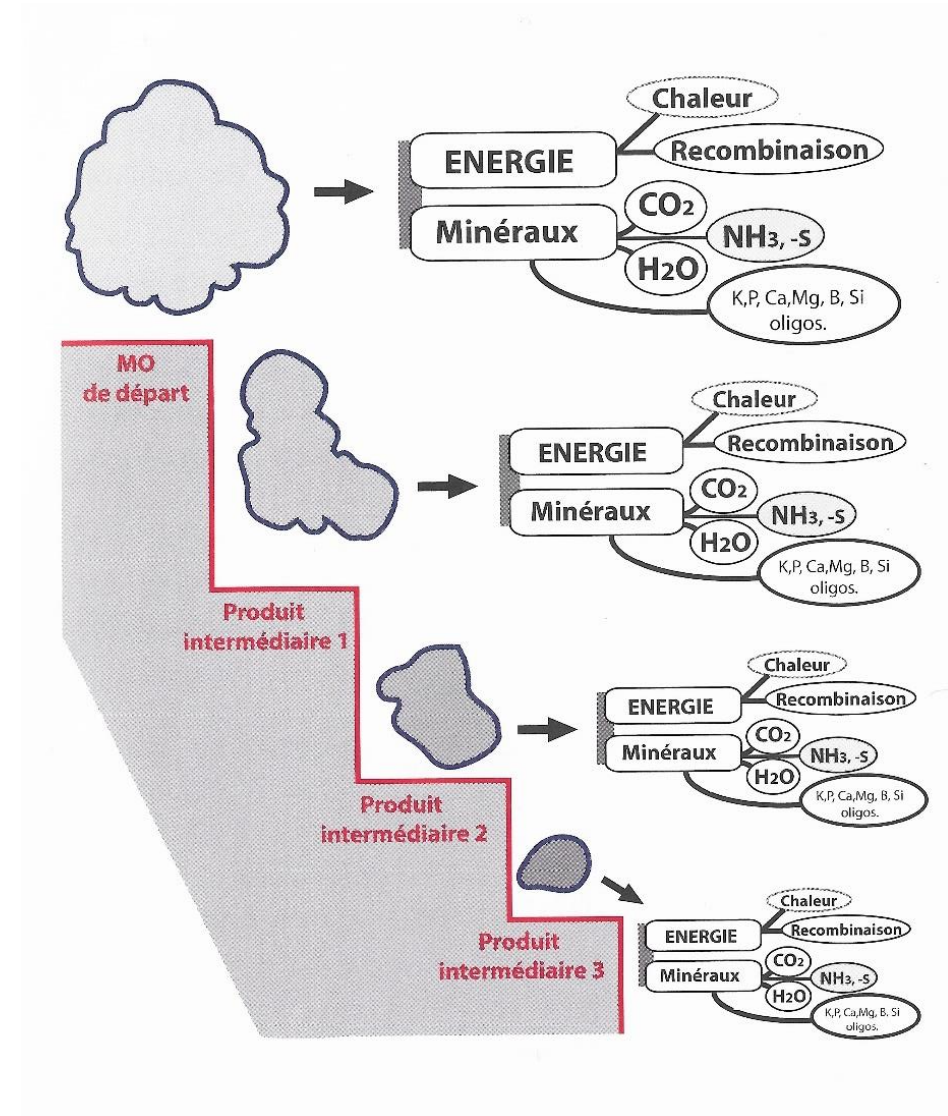 Chaleur
ENERGIE
Recombinaison
CO2
Minéraux
NH3, -S
H2O
K,P, Ca,Mg, B, Si
oligos.
MO
de départ
Chaleur
ENERGIE
Recombinaison
CO2
Minéraux
NH3, -S
H2O
K,P, Ca,Mg, B, Si
oligos.
Produit
intermédiaire 1
Chaleur
ENERGIE
Recombinaison
CO2
Minéraux
NH3, -S
H2O
K,P, Ca,Mg, B, Si
oligos.
Produit
intermédiaire 2
Chaleur
ENERGIE
Recombinaison
CO2
Minéraux
NH3, -S
H2O
K,P, Ca,Mg, B, Si
oligos.
Produit
intermédiaire 3